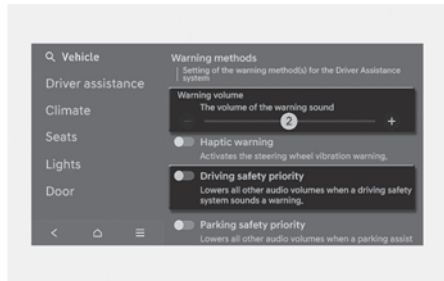 Vehicle
Driver assistance
Climate
Seats
Lights
Door
Warning methods
Setting of the warning method(s) for the Driver Assistance
system
Warning volume
The volume of the warning sound
2
Haptic warning
Activates the steering wheel vibration warning.
Driving safety priority
Lowers all other audio volumes when a driving safety
system sounds a warning.
Parking safety priority
Lowers all other audio volumes when a parking assist